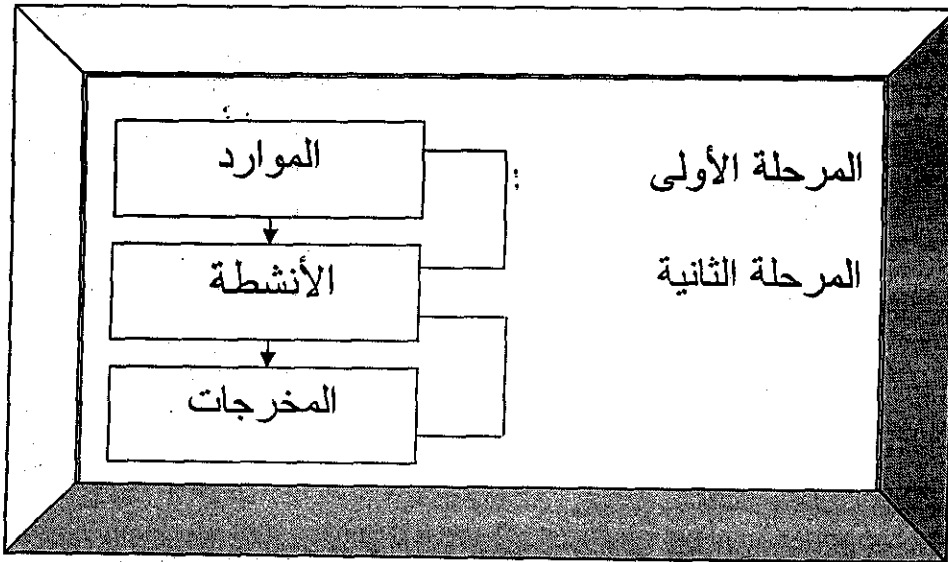 المرحلة الأولى
الموارد
المرحلة الثانية
الأنشطة
المخرجات